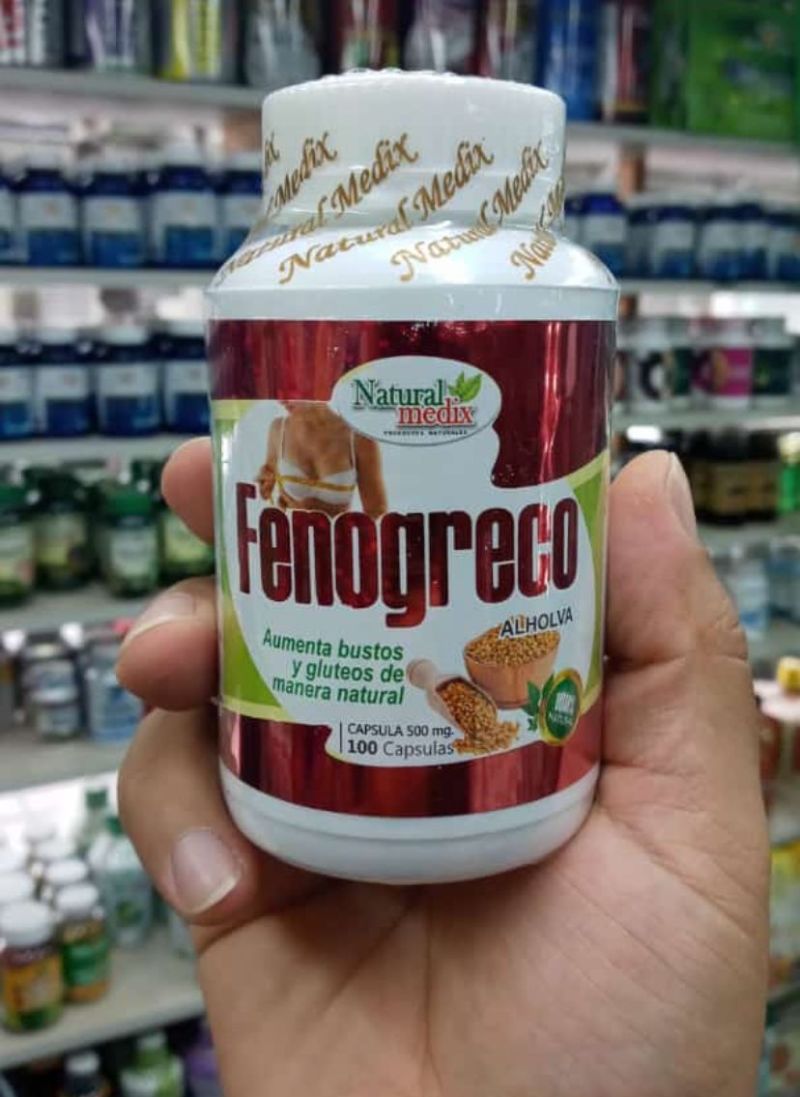 Natural Medix
Natural Medix
Natural
medix
PRODUCTOS NATURALES
Fenogreco
ALHOLVA
Aumenta bustos
y gluteos de
manera natural
100%
NATURAL
CAPSULA 500 mg.
100 Capsulas